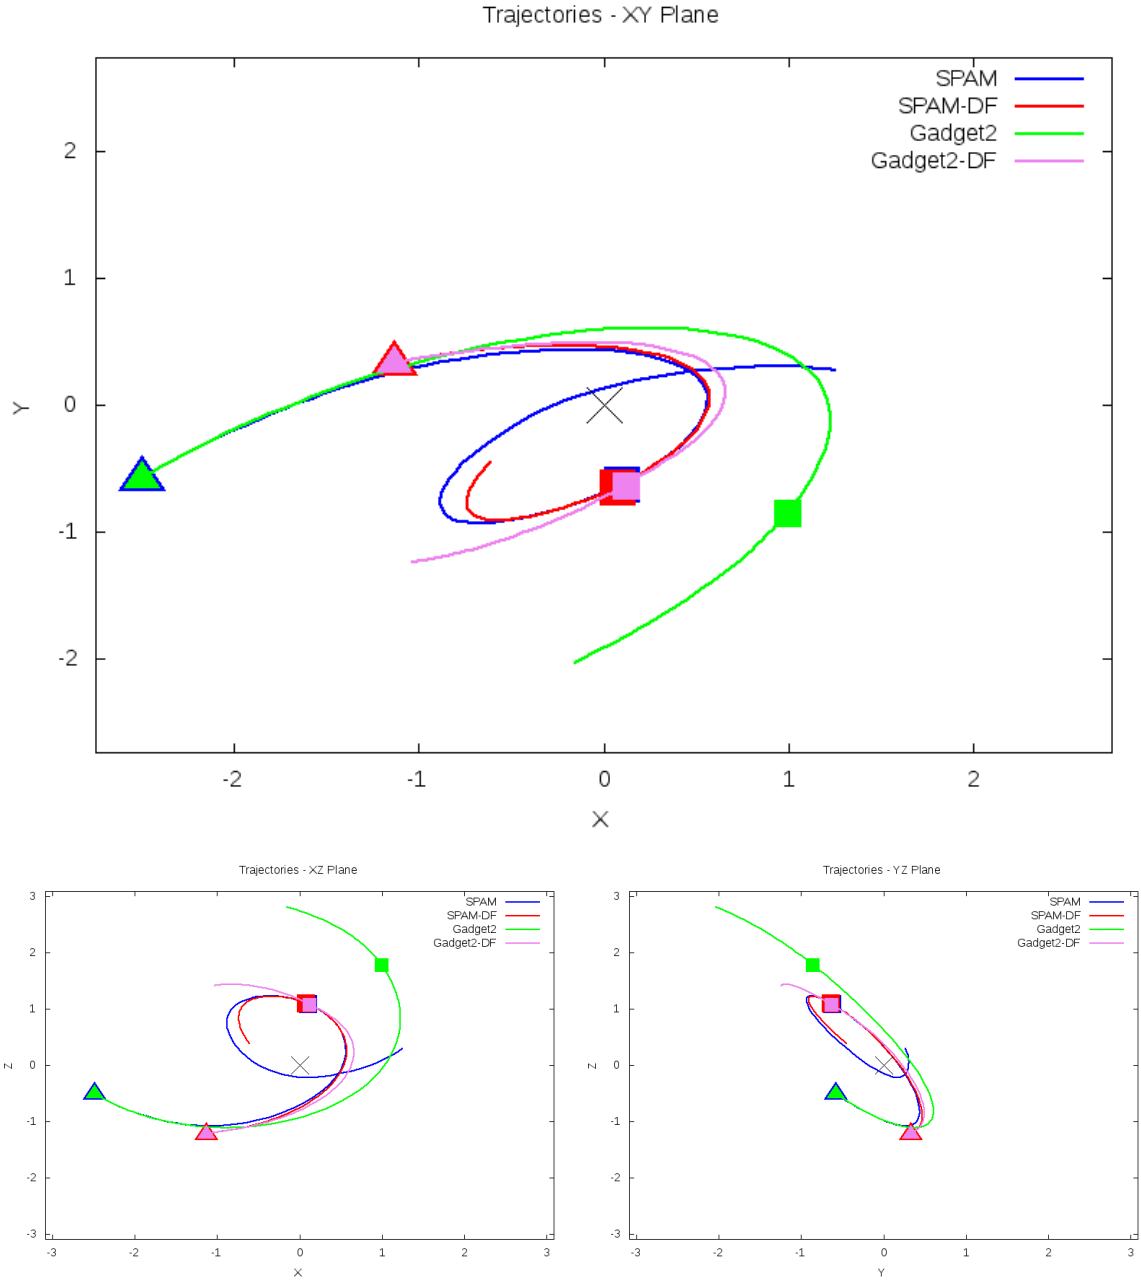 Trajectories - XY Plane
SPAM
SPAM-DF
Gadget2
Gadget2-DF
2
1
0
-1
-2
Y
-2 -1 0 1 2
X
Trajectories - XZ Plane
SPAM
SPAM-DF
Gadget2
Gadget2-DF
3
2
1
0
-1
-2
-3
Z
-3 -2 -1 0 1 2 3
X
Trajectories - YZ Plane
SPAM
SPAM-DF
Gadget2
Gadget2-DF
3
2
1
0
-1
-2
-3
Z
-3 -2 -1 0 1 2 3
Y